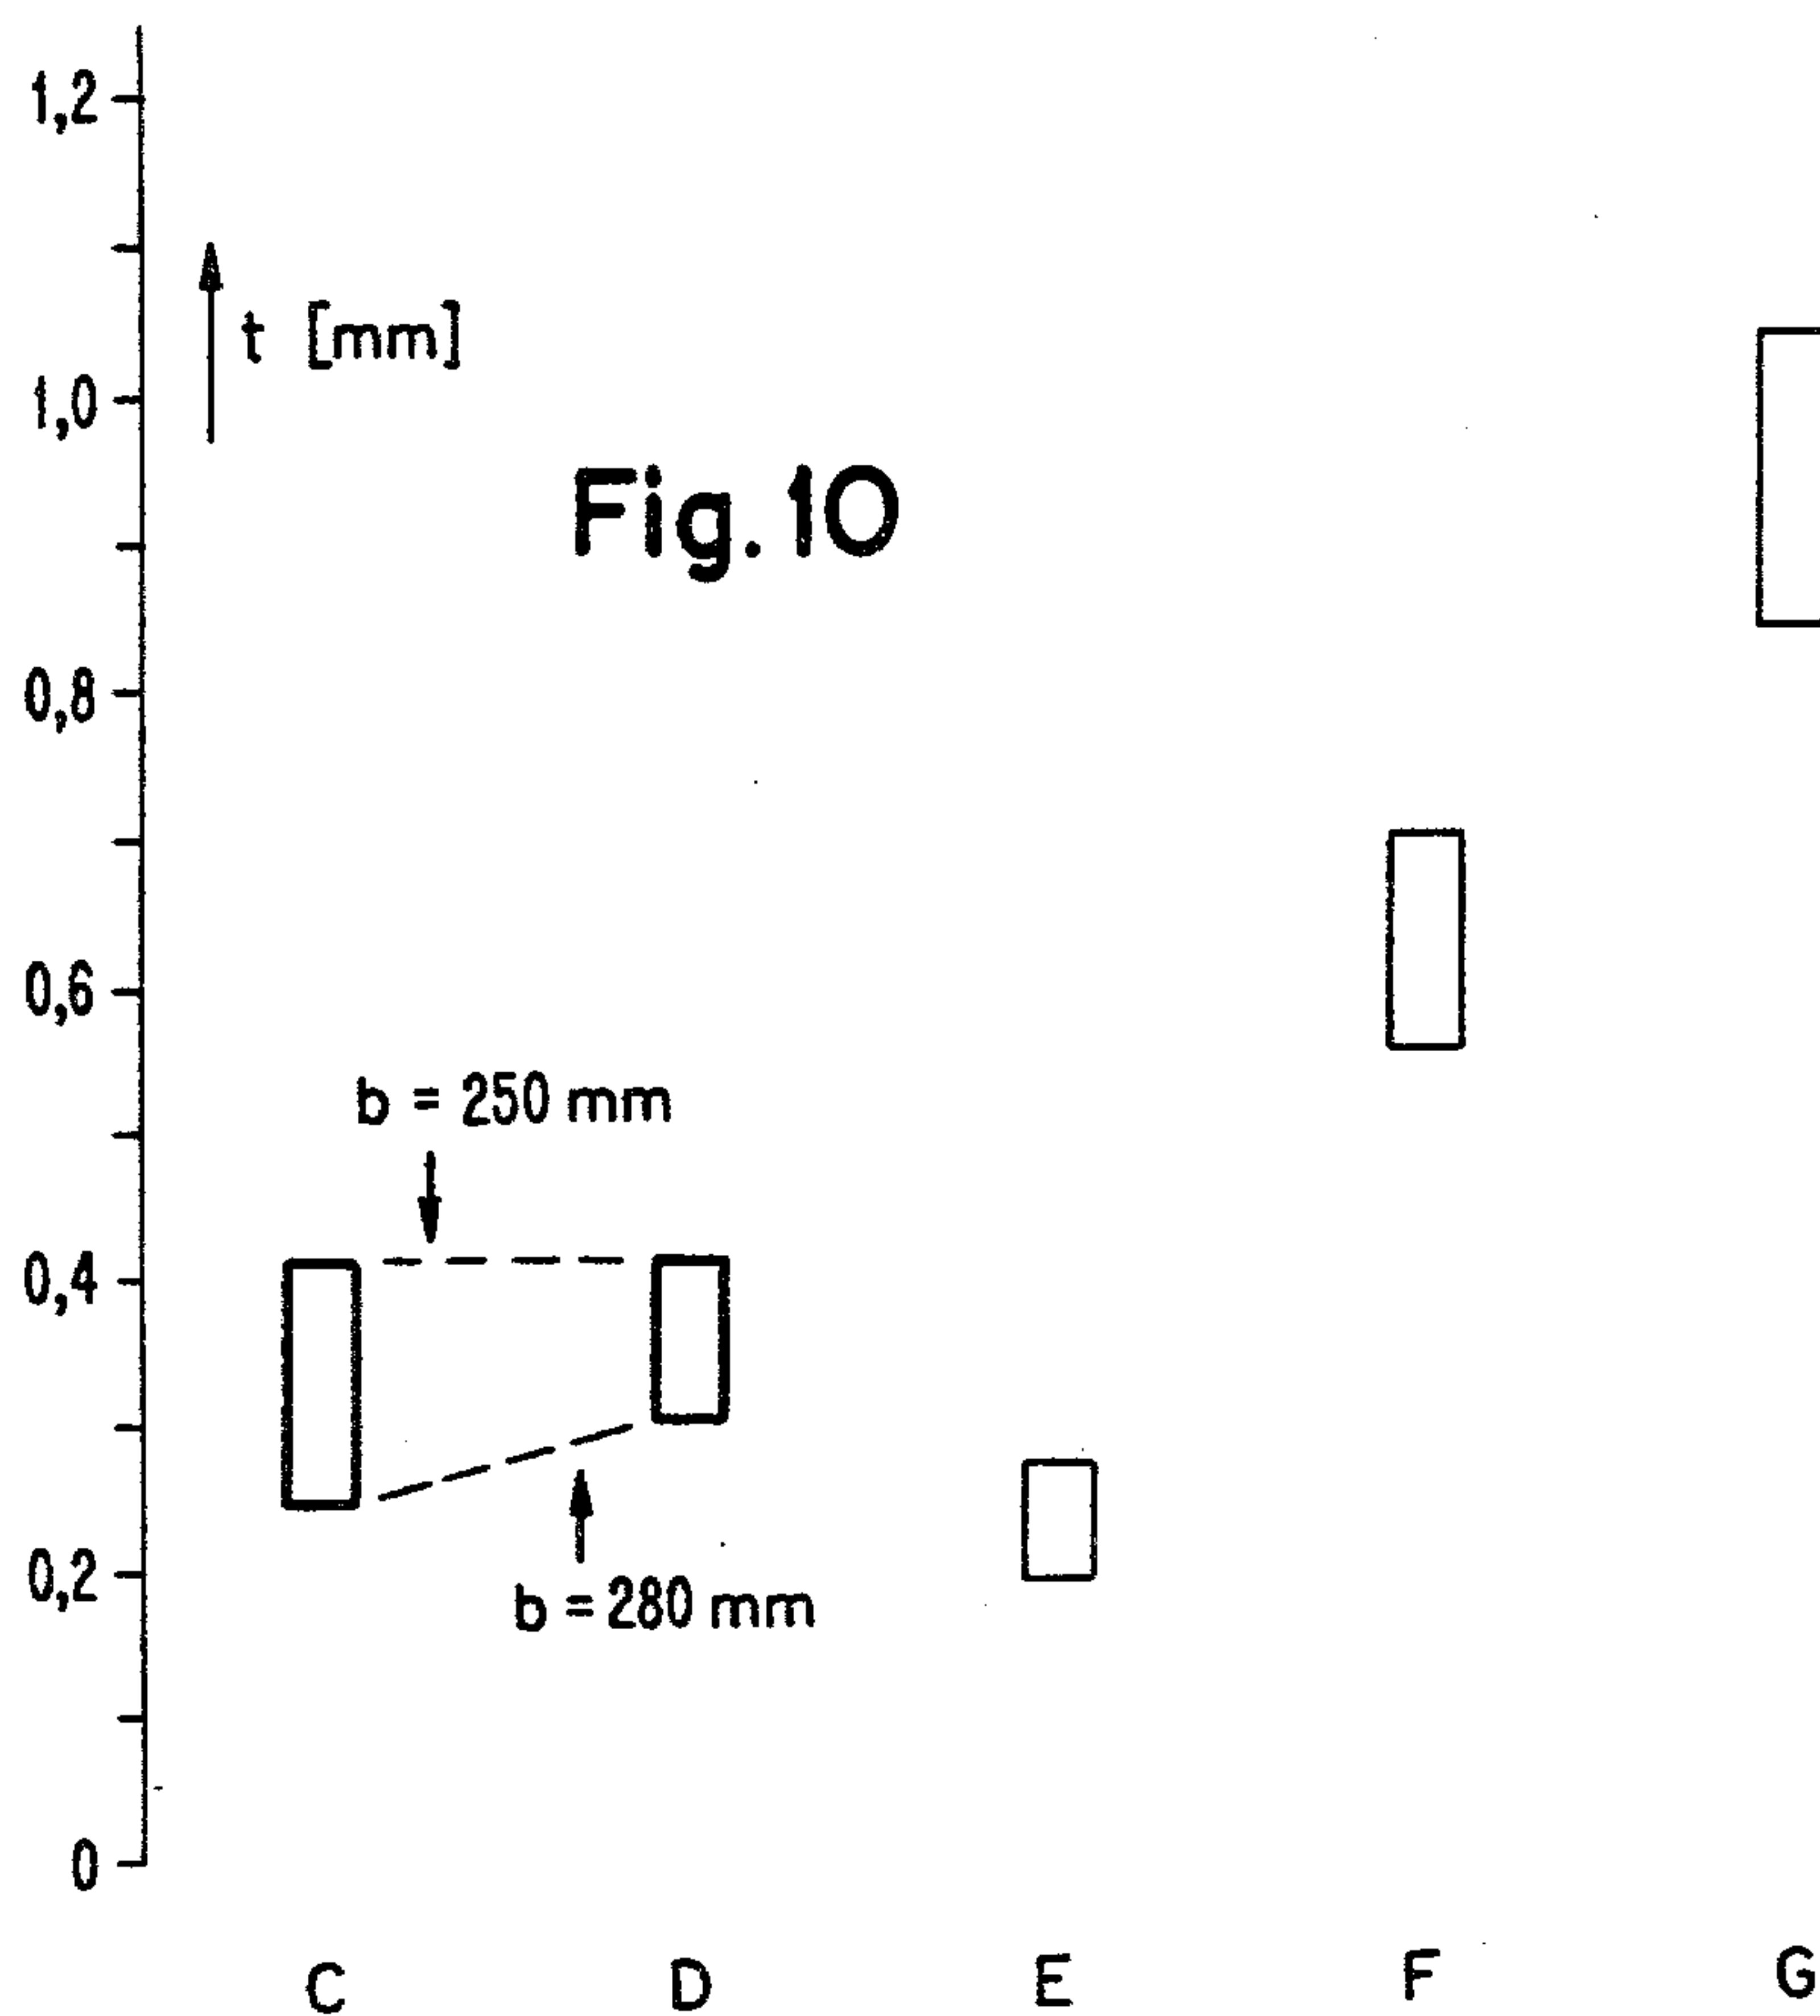 1,2
t [mm]
1,0
Fig.10
0,8
0,6
b = 250 mm
0,4
0,2
b = 280 mm
0
C D E F G